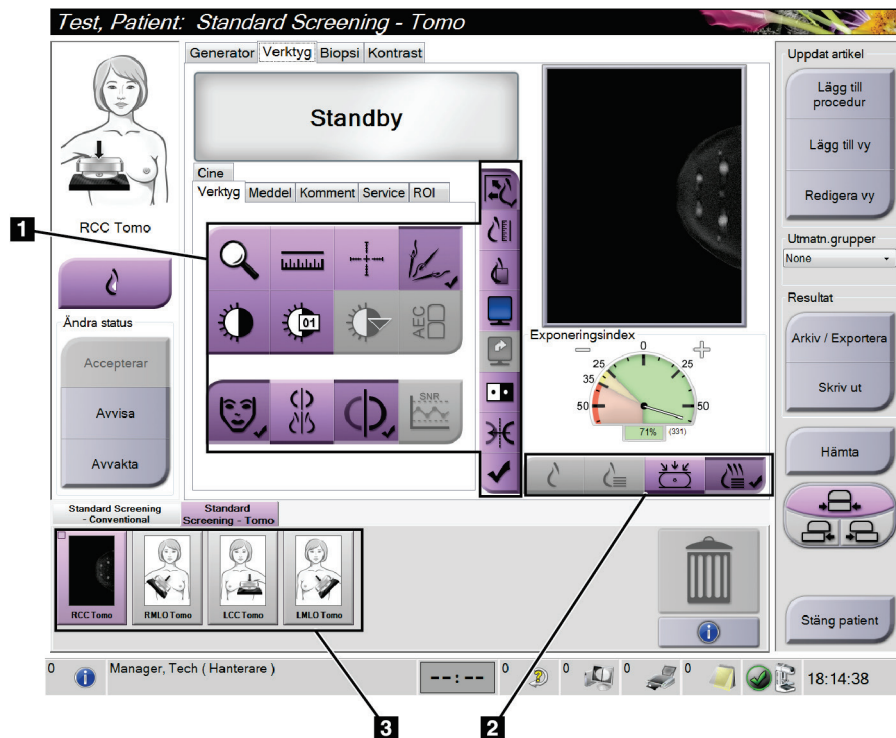 Test, Patient: Standard Screening - Tomo
Generator Verktyg Biopsi Kontrast
Standby
Cine
Verktyg Meddel Komment Service ROI
01
AEC
SNR
RCC Tomo
Ändra status
Accepterar
Avvisa
Avvakta
Exponeringsindex
0
25 25
35
50 50
71% (331)
Uppdat artikel
Lägg till
procedur
Lägg till vy
Redigera vy
Utmatn.grupper
None
Resultat
Arkiv / Exportera
Skriv ut
Hämta
Stäng patient
Standard Screening
- Conventional
Standard
Screening - Tomo
RCC Tomo
RMLO Tomo
LCC Tomo
LMLO Tomo
0 Manager, Tech ( Hanterare ) --:-- 0 0 0 0 18:14:38
1
2
3